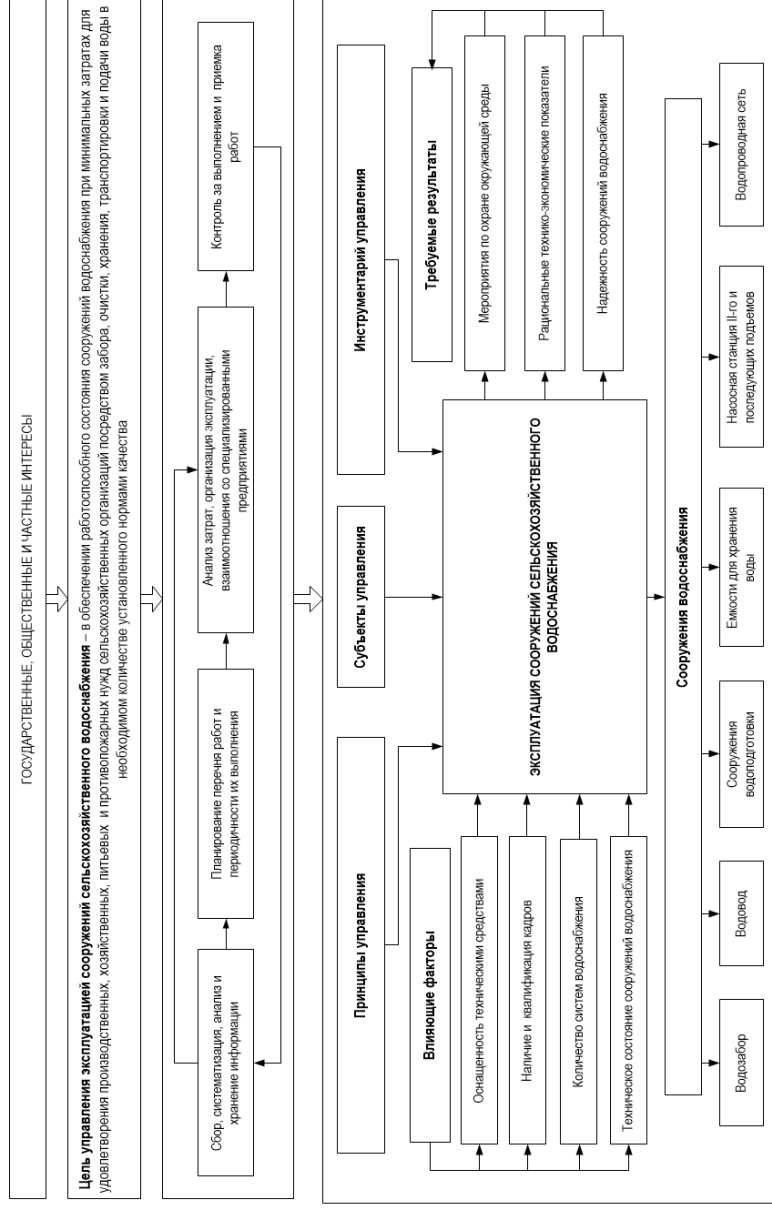 ГОСУДАРСТВЕННЫЕ, ОБЩЕСТВЕННЫЕ И ЧАСТНЫЕ ИНТЕРЕСЫ
Цель управления эксплуатацией сооружений сельскохозяйственного водоснабжения – в обеспечении работоспособного состояния сооружений водоснабжения при минимальных затратах для
удовлетворения производственных, хозяйственных, питьевых и противопожарных нужд сельскохозяйственных организаций посредством забора, очистки, хранения, транспортировки и подачи воды в
необходимом количестве установленного нормами качества
Сбор, систематизация, анализ и
хранение информации
Планирование перечня работ и
периодичности их выполнения
Анализ затрат, организация эксплуатации,
взаимоотношения со специализированными
предприятиями
Контроль за выполнением и приемка
работ
Принципы управления
Субъекты управления
Инструментарий управления
Влияющие факторы
Оснащенность техническими средствами
Наличие и квалификация кадров
Количество систем водоснабжения
Техническое состояние сооружений водоснабжения
ЭКСПЛУАТАЦИЯ СООРУЖЕНИЙ СЕЛЬСКОХОЗЯЙСТВЕННОГО
ВОДОСНАБЖЕНИЯ
Требуемые результаты
Мероприятия по охране окружающей среды
Рациональные технико-экономические показатели
Надежность сооружений водоснабжения
Сооружения водоснабжения
Водозабор
Водовод
Сооружения
водоподготовки
Емкости для хранения
воды
Насосная станция II-го и
последующих подъемов
Водопроводная сеть